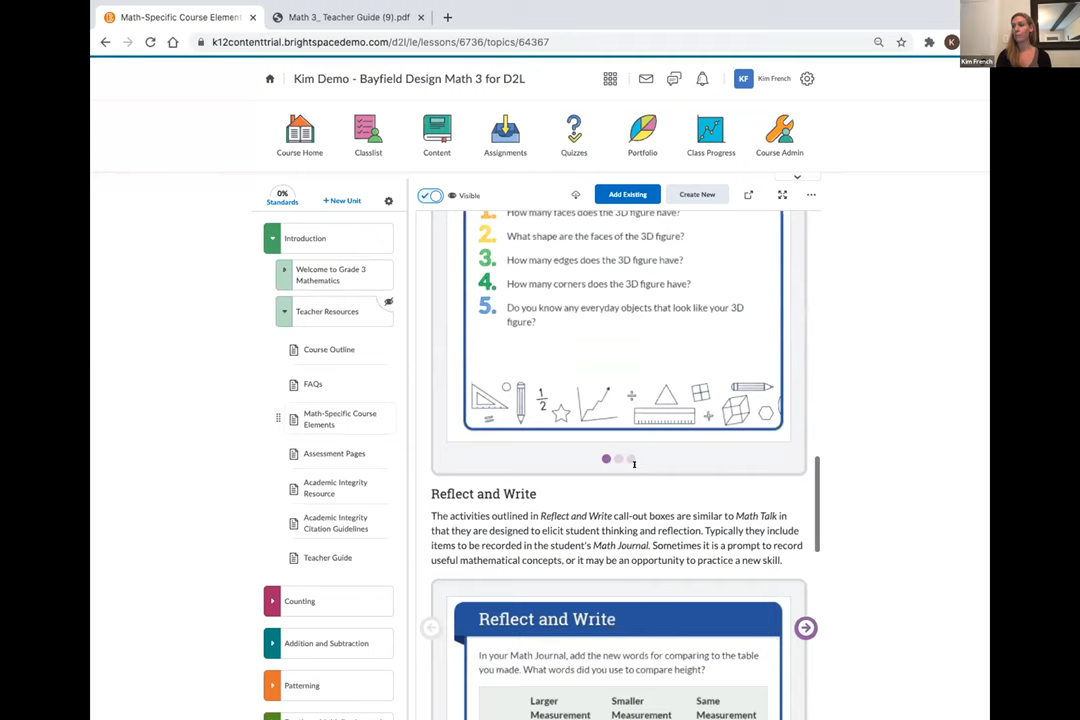 Math-Specific Course Element
Math 3_ Teacher Guide (9).pdf
k12contenttrial.brightspacedemo.com/d2l/le/lessons/6736/topics/64367
K
Kim French
Kim Demo - Bayfield Design Math 3 for D2L
KF
Kim French
Course Home
Classlist
Content
Assignments
Quizzes
Portfolio
Class Progress
Course Admin
0%
Standards
+ New Unit
Visible
Add Existing
Create New
Introduction
Welcome to Grade 3
Mathematics
Teacher Resources
Course Outline
FAQs
Math-Specific Course
Elements
Assessment Pages
Academic Integrity
Resource
Academic Integrity
Citation Guidelines
Teacher Guide
Counting
Addition and Subtraction
Patterning
1. How many faces does the 3D figure have?
2. What shape are the faces of the 3D figure?
3. How many edges does the 3D figure have?
4. How many corners does the 3D figure have?
5. Do you know any everyday objects that look like your 3D
figure?
1/2
Reflect and Write
The activities outlined in Reflect and Write call-out boxes are similar to Math Talk in
that they are designed to elicit student thinking and reflection. Typically they include
items to be recorded in the student's Math Journal. Sometimes it is a prompt to record
useful mathematical concepts, or it may be an opportunity to practice a new skill.
Reflect and Write
In your Math Journal, add the new words for comparing to the table
you made. What words did you use to compare height?
Larger Measurement
Smaller Measurement
Same Measurement